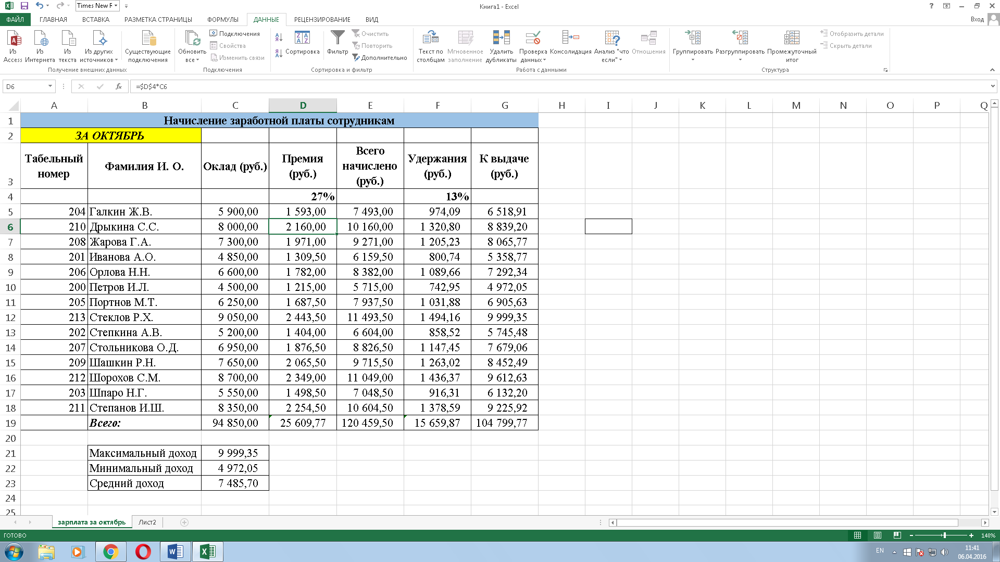 Times New F
Книга1 - Excel
ФАЙЛ ГЛАВНАЯ ВСТАВКА РАЗМЕТКА СТРАНИЦЫ ФОРМУЛЫ ДАННЫЕ РЕЦЕНЗИРОВАНИЕ ВИД Вход
Из Access
Из Интернета
Из текста
Из других источников
Существующие подключения
Получение внешних данных
Обновить все
Подключения
Свойства
Изменить связи
Подключения
Сортировка
Фильтр
Очистить
Повторить
Дополнительно
Сортировка и фильтр
Текст по столбцам
Мгновенное заполнение
Удалить дубликаты
Проверка данных
Консолидация
Анализ "что если"
Отношения
Работа с данными
Группировать
Разгруппировать
Промежуточный итог
Отобразить детали
Скрыть детали
Структура
D6 fx =$D$4*C6
A B C D E F G H I J K L M N O P Q
1 Начисление заработной платы сотрудникам
2 ЗА ОКТЯБРЬ
3 Табельный номер Фамилия И. О. Оклад (руб.) Премия (руб.) Всего начислено (руб.) Удержания (руб.) К выдаче (руб.)
4 27% 13%
5 204 Галкин Ж.В. 5 900,00 1 593,00 7 493,00 974,09 6 518,91
6 210 Дрыкина С.С. 8 000,00 2 160,00 10 160,00 1 320,80 8 839,20
7 208 Жарова Г.А. 7 300,00 1 971,00 9 271,00 1 205,23 8 065,77
8 201 Иванова А.О. 4 850,00 1 309,50 6 159,50 800,74 5 358,77
9 206 Орлова Н.Н. 6 600,00 1 782,00 8 382,00 1 089,66 7 292,34
10 200 Петров И.Л. 4 500,00 1 215,00 5 715,00 742,95 4 972,05
11 205 Портнов М.Т. 6 250,00 1 687,50 7 937,50 1 031,88 6 905,63
12 213 Стеклов Р.Х. 9 050,00 2 443,50 11 493,50 1 494,16 9 999,35
13 202 Степкина А.В. 5 200,00 1 404,00 6 604,00 858,52 5 745,48
14 207 Стольникова О.Д. 6 950,00 1 876,50 8 826,50 1 147,45 7 679,06
15 209 Шашкин Р.Н. 7 650,00 2 065,50 9 715,50 1 263,02 8 452,49
16 212 Шорохов С.М. 8 700,00 2 349,00 11 049,00 1 436,37 9 612,63
17 203 Шпаро Н.Г. 5 550,00 1 498,50 7 048,50 916,31 6 132,20
18 211 Степанов И.Ш. 8 350,00 2 254,50 10 604,50 1 378,59 9 225,92
19 Всего: 94 850,00 25 609,77 120 459,50 15 659,87 104 799,77
20
21 Максимальный доход 9 999,35
22 Минимальный доход 4 972,05
23 Средний доход 7 485,70
24
25
зарплата за октябрь Лист2
ГОТОВО 140%
EN 11:41
06.04.2016